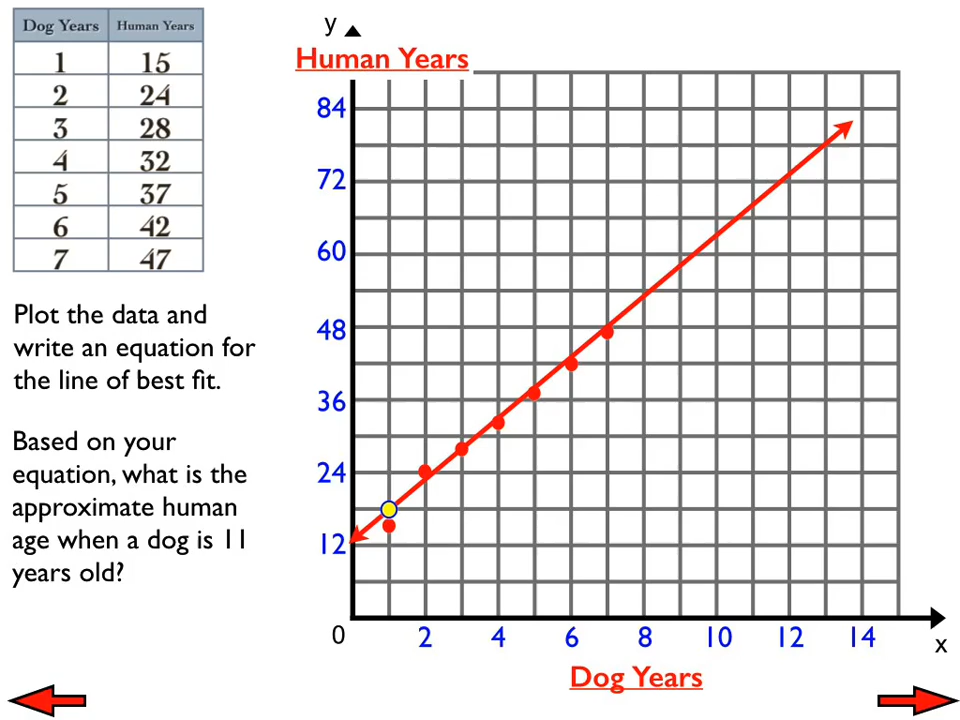 Dog Years Human Years
1 15
2 24
3 28
4 32
5 37
6 42
7 47
Plot the data and
write an equation for
the line of best fit.
Based on your
equation, what is the
approximate human
age when a dog is 11
years old?
y
Human Years
84
72
60
48
36
24
12
0 2 4 6 8 10 12 14
x
Dog Years